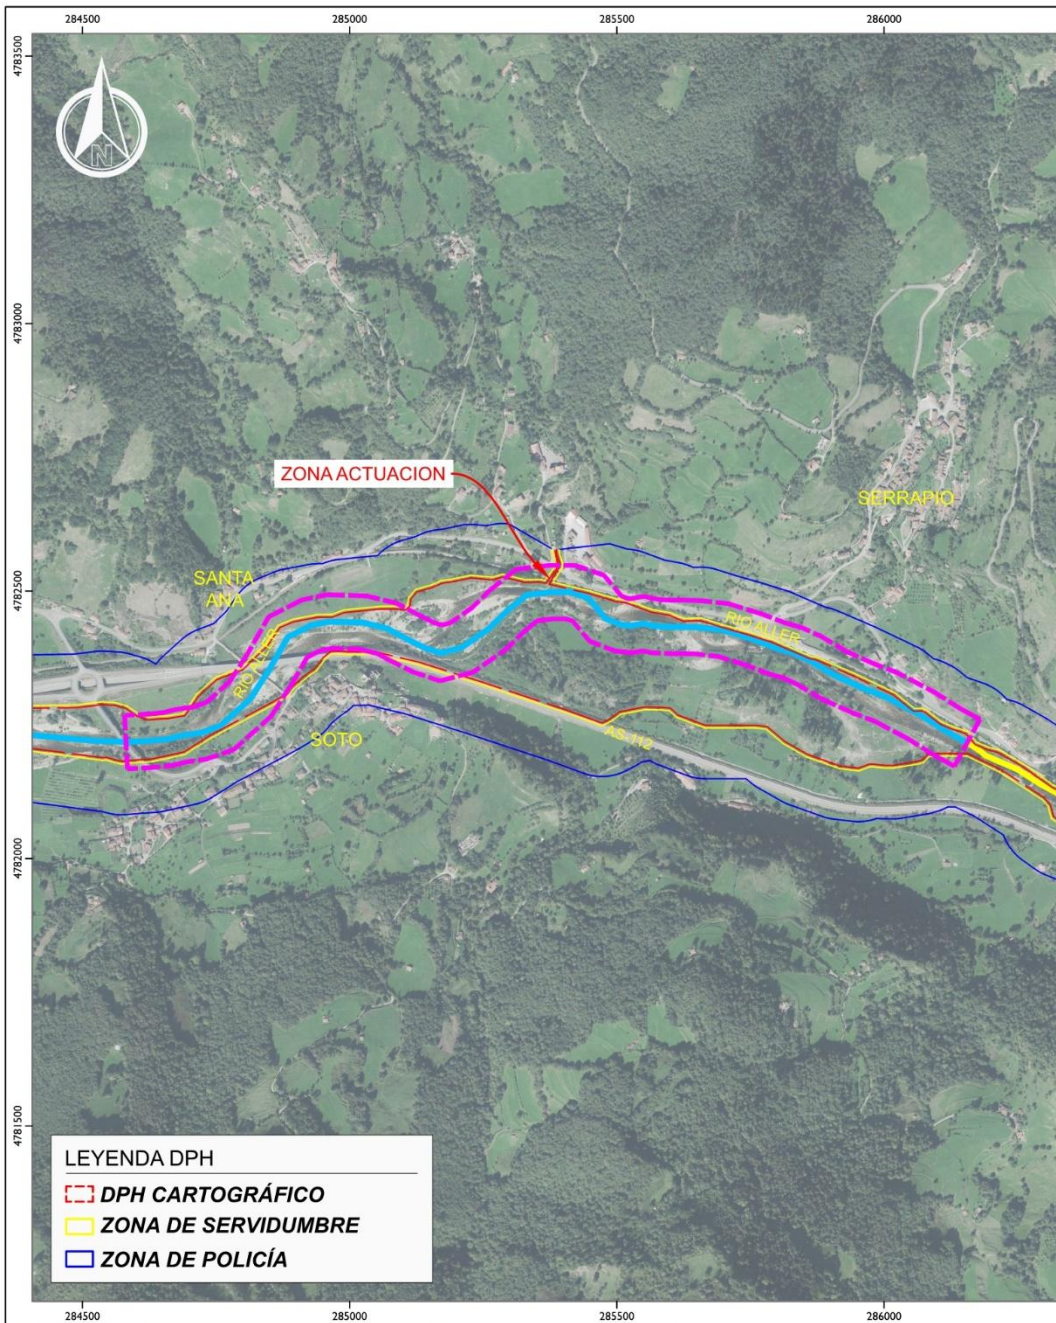 284500
285000
285500
286000
4783500
N
4783000
ZONA ACTUACION
SERRAPIO
SANTA
ANA
4782500
RIO ALLER
RIO ALLER
SOTO
AS-112
4782000
4781500
LEYENDA DPH
DPH CARTOGRÁFICO
ZONA DE SERVIDUMBRE
ZONA DE POLICÍA
284500
285000
285500
286000